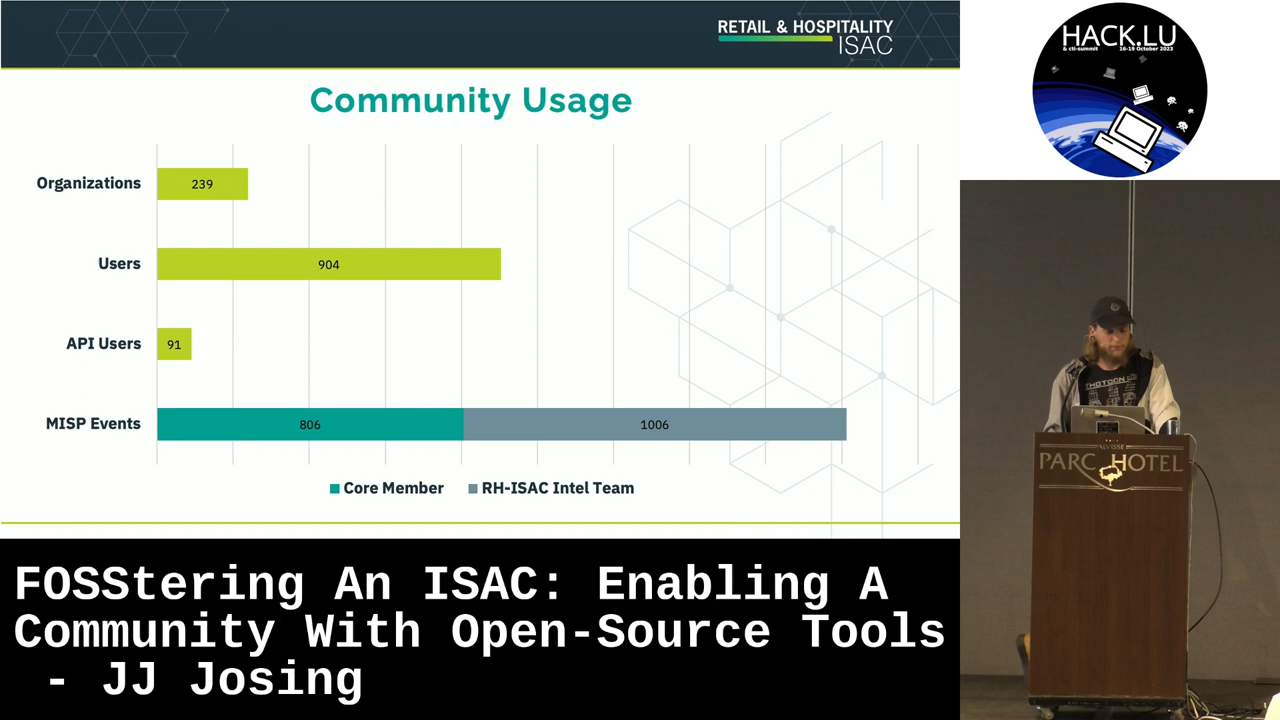 RETAIL & HOSPITALITY
ISAC
HACK.LU
& cti-summit 16-19 October 2023
Community Usage
Organizations 239
Users 904
API Users 91
MISP Events 806 1006
Core Member RH-ISAC Intel Team
ALVISSE
PARC HOTEL
FOSStering An ISAC: Enabling A
Community With Open-Source Tools
- JJ Josing